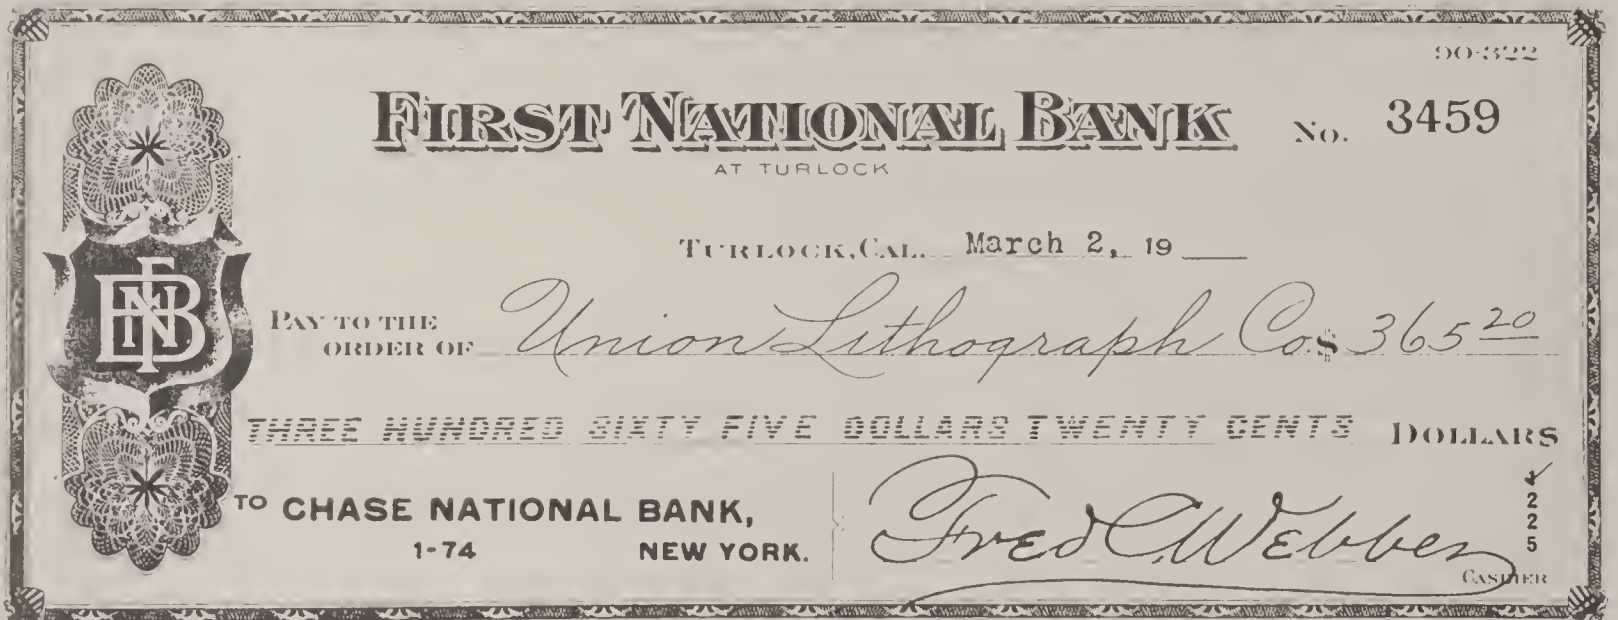 90-322
FIRST NATIONAL BANK No. 3459
AT TURLOCK
TURLOCK, CAL. March 2, 19
FNB
PAY TO THE
ORDER OF Union Lithograph Co $ 365 20
THREE HUNDRED SIXTY FIVE DOLLARS TWENTY CENTS DOLLARS
TO CHASE NATIONAL BANK,
1-74 NEW YORK.
Fred C Webber
CASHIER
2
2
5